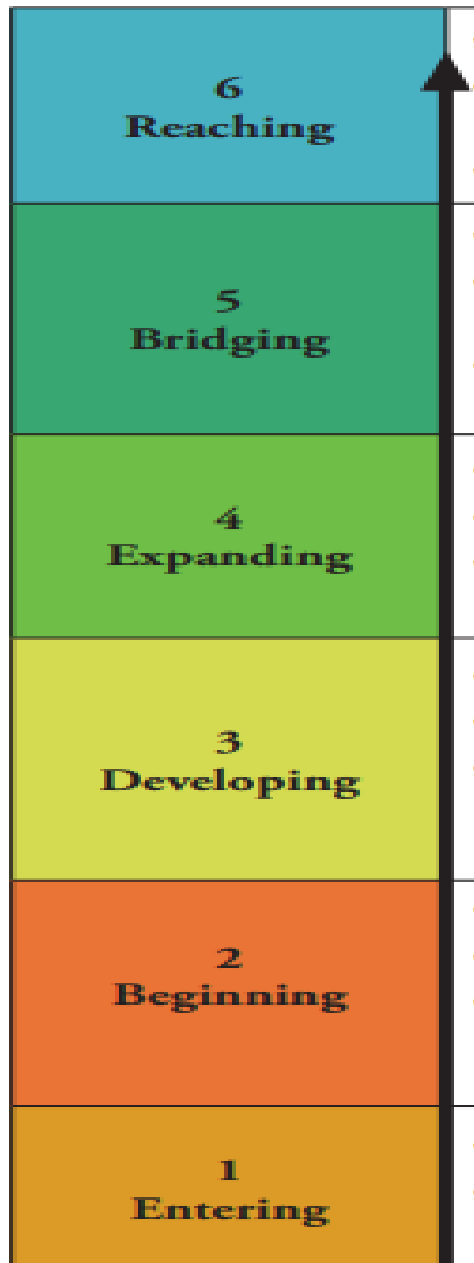 6
Reaching
5
Bridging
4
Expanding
3
Developing
2
Beginning
1
Entering